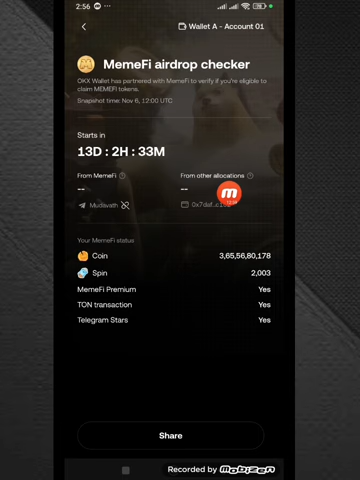 2:56
Wallet A - Account 01
MemeFi airdrop checker
OKX Wallet has partnered with MemeFi to verify if you're eligible to
claim MEMEFI tokens.
Snapshot time: Nov 6, 12:00 UTC
Starts in
13D : 2H : 33M
From MemeFi
From other allocations
--
--
Mudisvath
0x7daf..c1
Your MemeFi status
Coin 3,65,56,80,178
Spin 2,003
MemeFi Premium Yes
TON transaction Yes
Telegram Stars Yes
Share
Recorded by mobizen